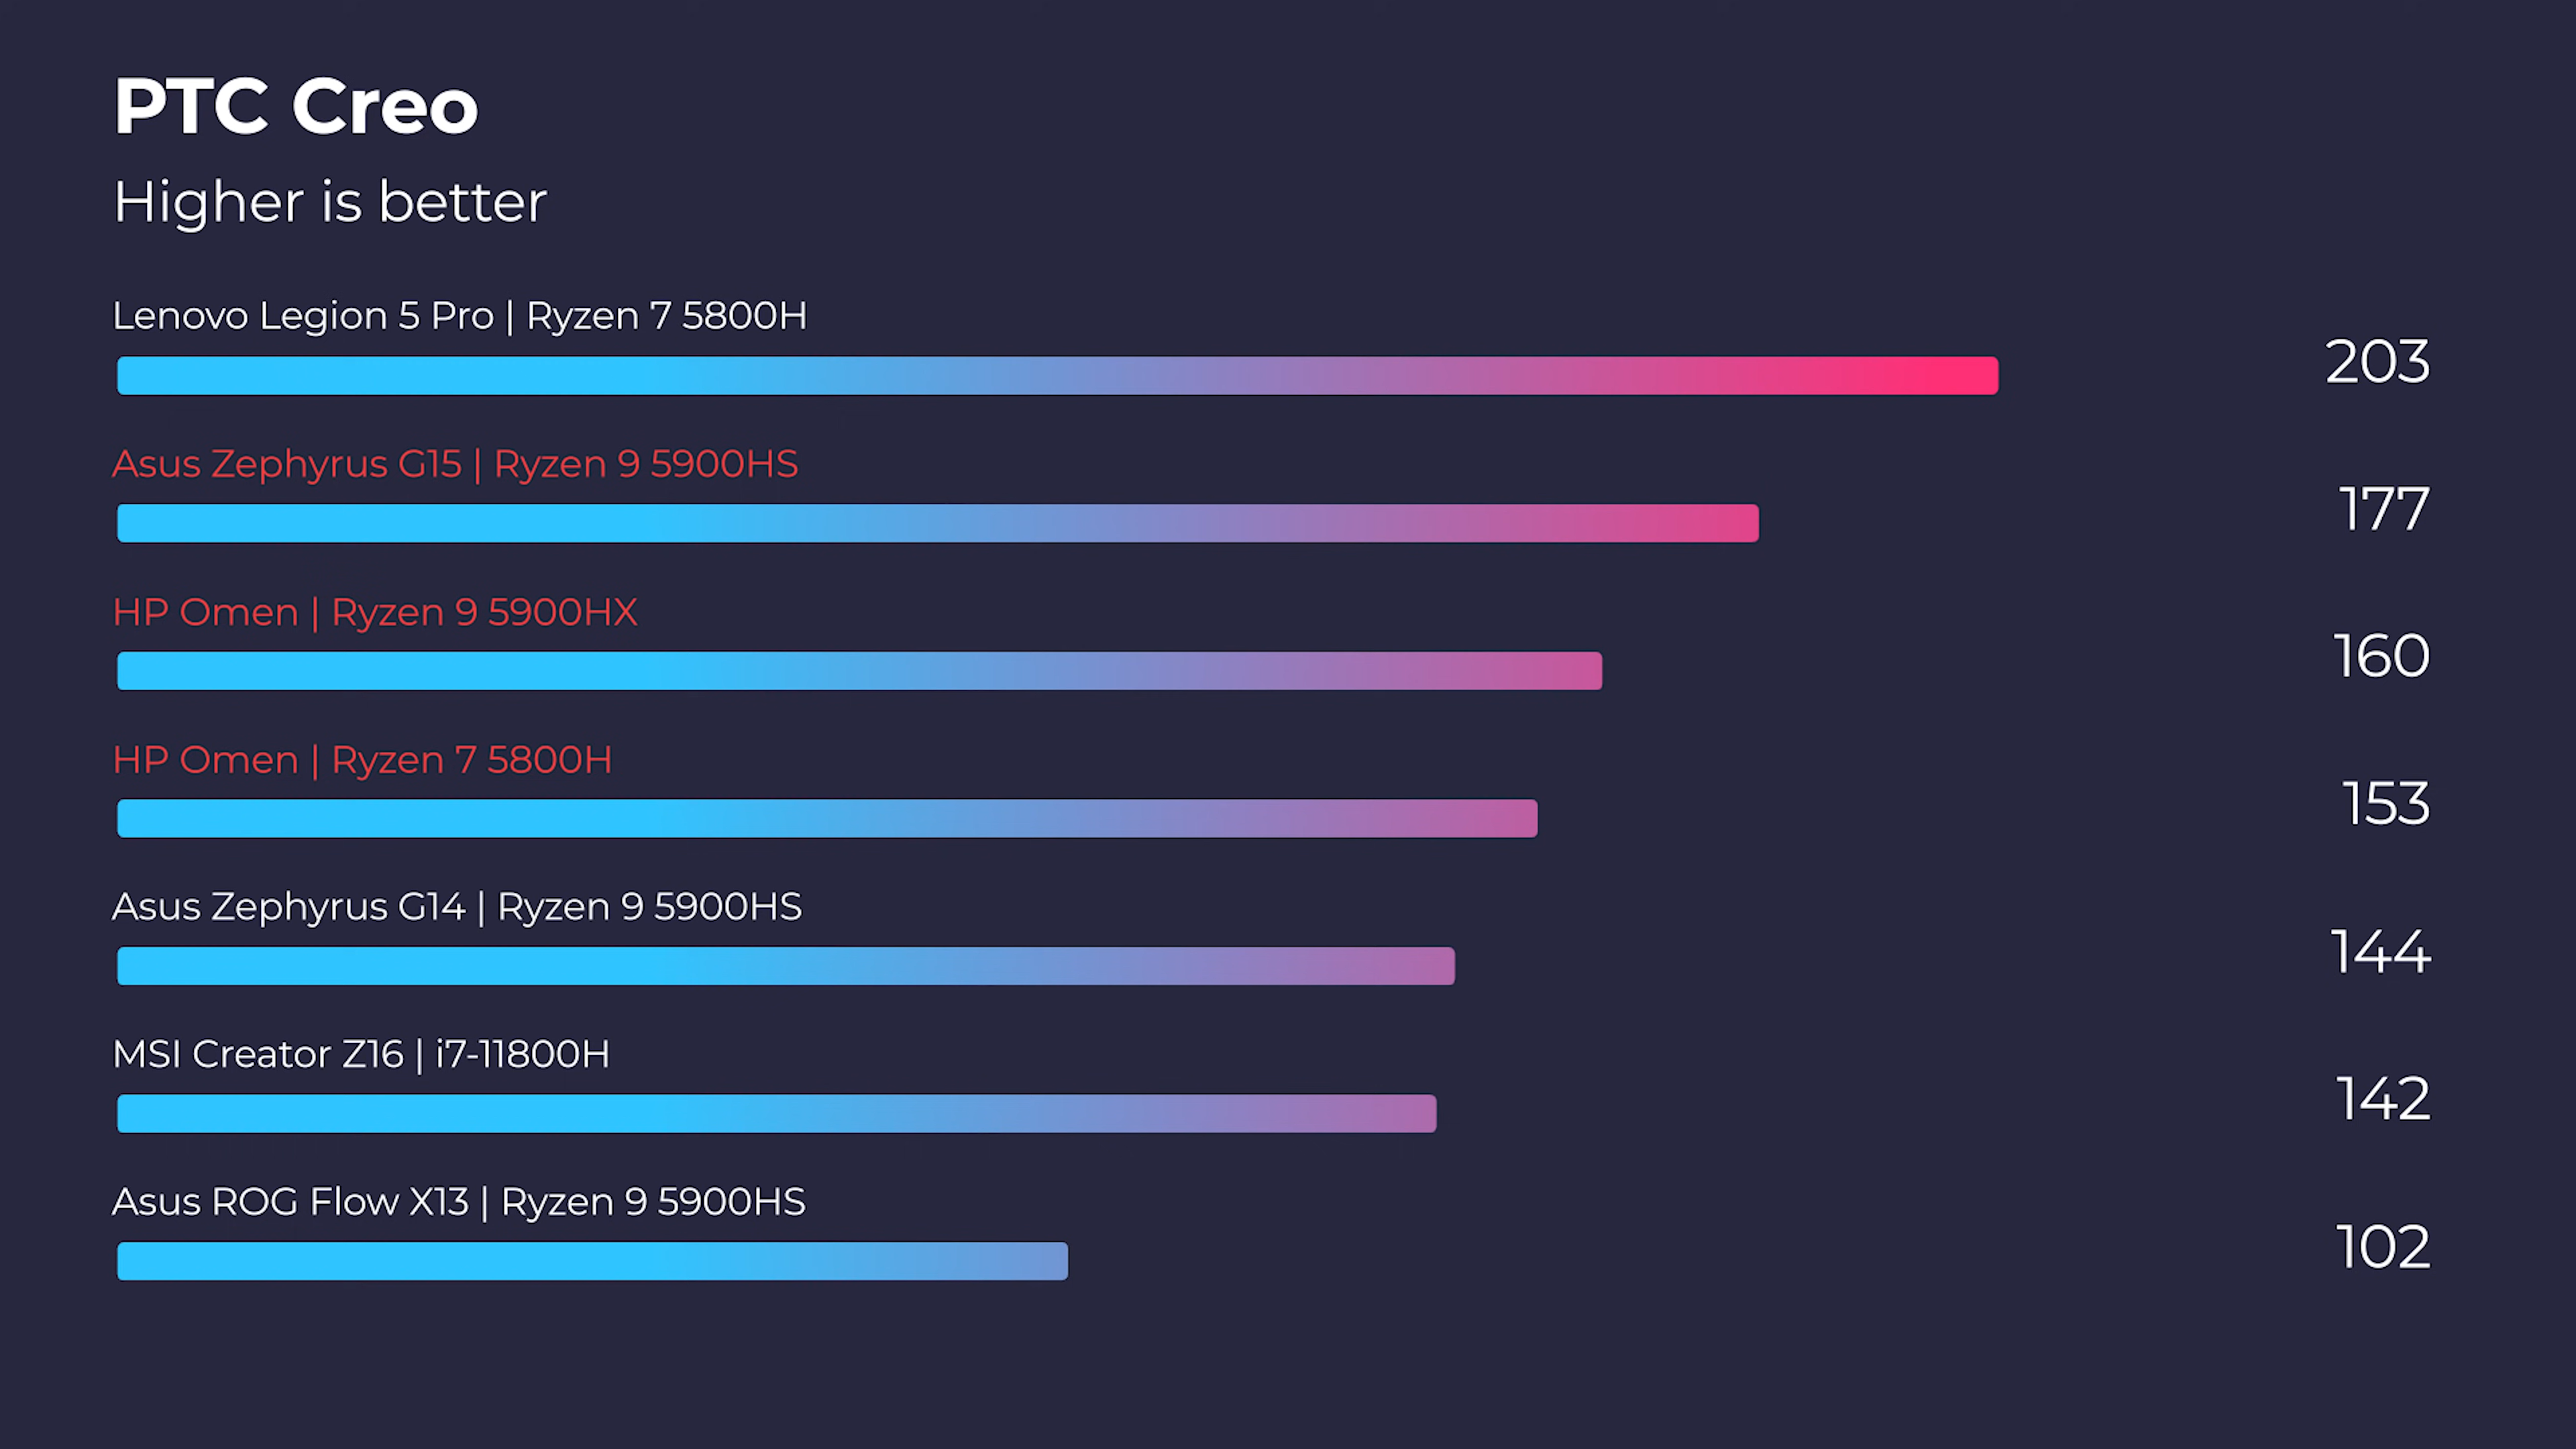 PTC Creo
Higher is better
Lenovo Legion 5 Pro | Ryzen 7 5800H
203
Asus Zephyrus G15 | Ryzen 9 5900HS
177
HP Omen | Ryzen 9 5900HX
160
HP Omen | Ryzen 7 5800H
153
Asus Zephyrus G14 | Ryzen 9 5900HS
144
MSI Creator Z16 | i7-11800H
142
Asus ROG Flow X13 | Ryzen 9 5900HS
102